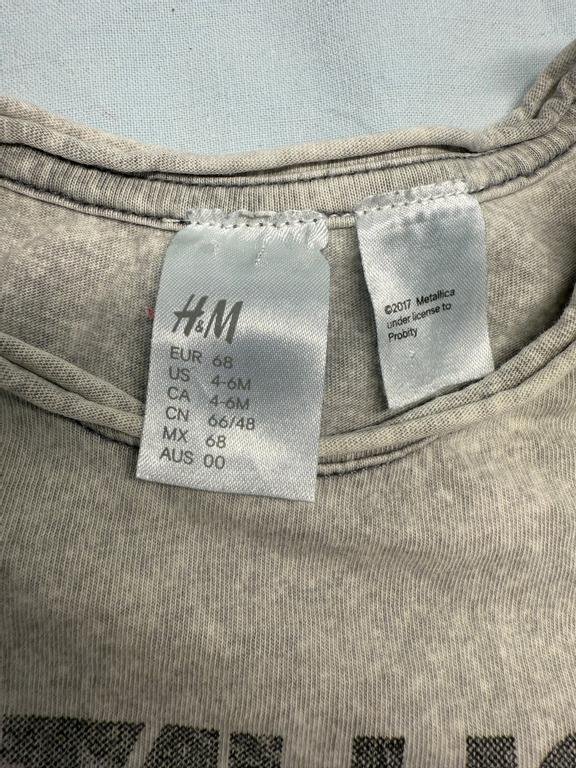 H&M
EUR 68
US 4-6M
CA 4-6M
CN 66/48
MX 68
AUS 00
©2017 Metallica
under license to
Probity